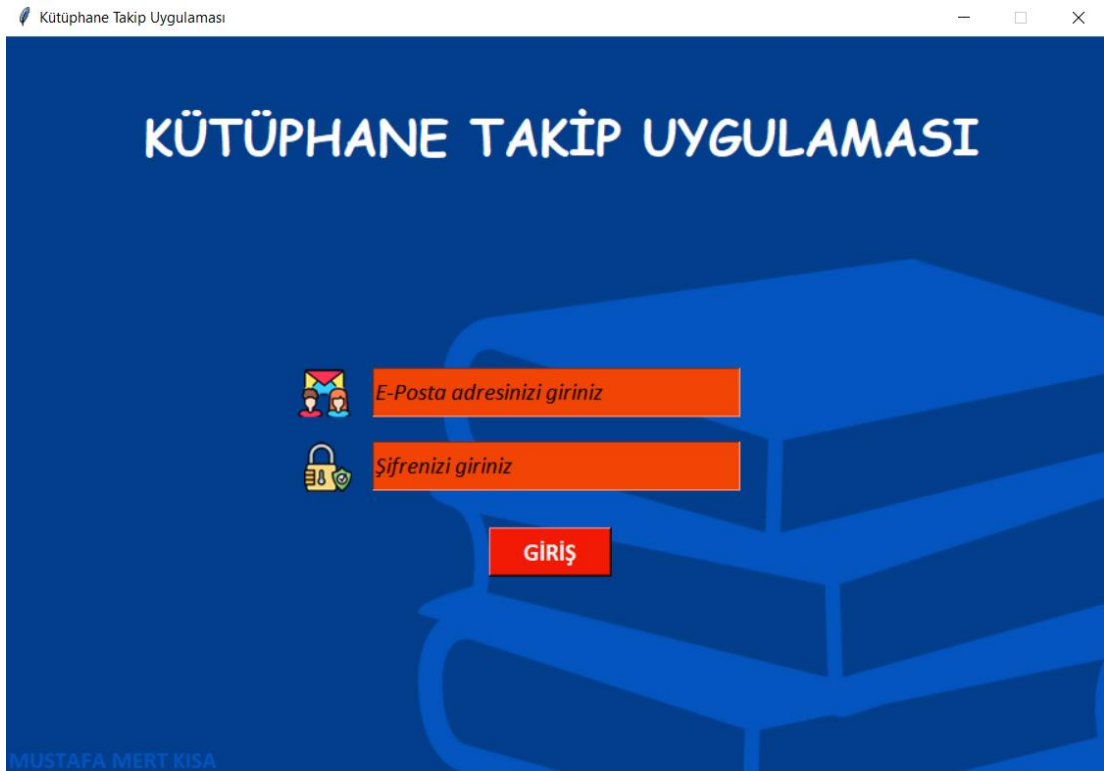 Kütüphane Takip Uygulaması
KÜTÜPHANE TAKİP UYGULAMASI
E-Posta adresinizi giriniz
Şifrenizi giriniz
GİRİŞ
MUSTAFA MERT KISA